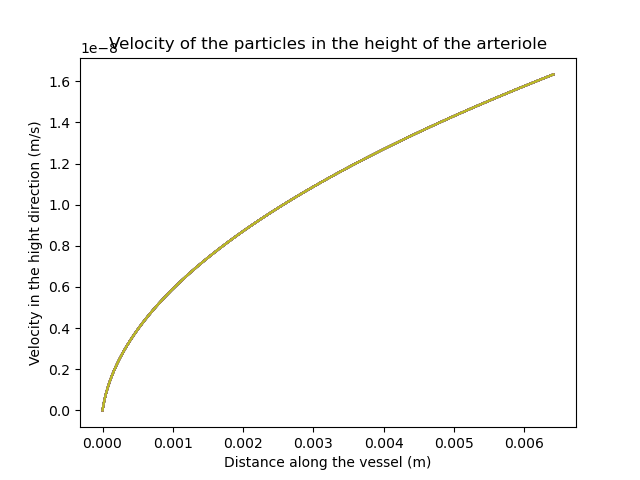 Velocity of the particles in the height of the arteriole
1e−8
1.6
1.4
1.2
1.0
0.8
0.6
0.4
0.2
0.0
Velocity in the hight direction (m/s)
0.000 0.001 0.002 0.003 0.004 0.005 0.006
Distance along the vessel (m)